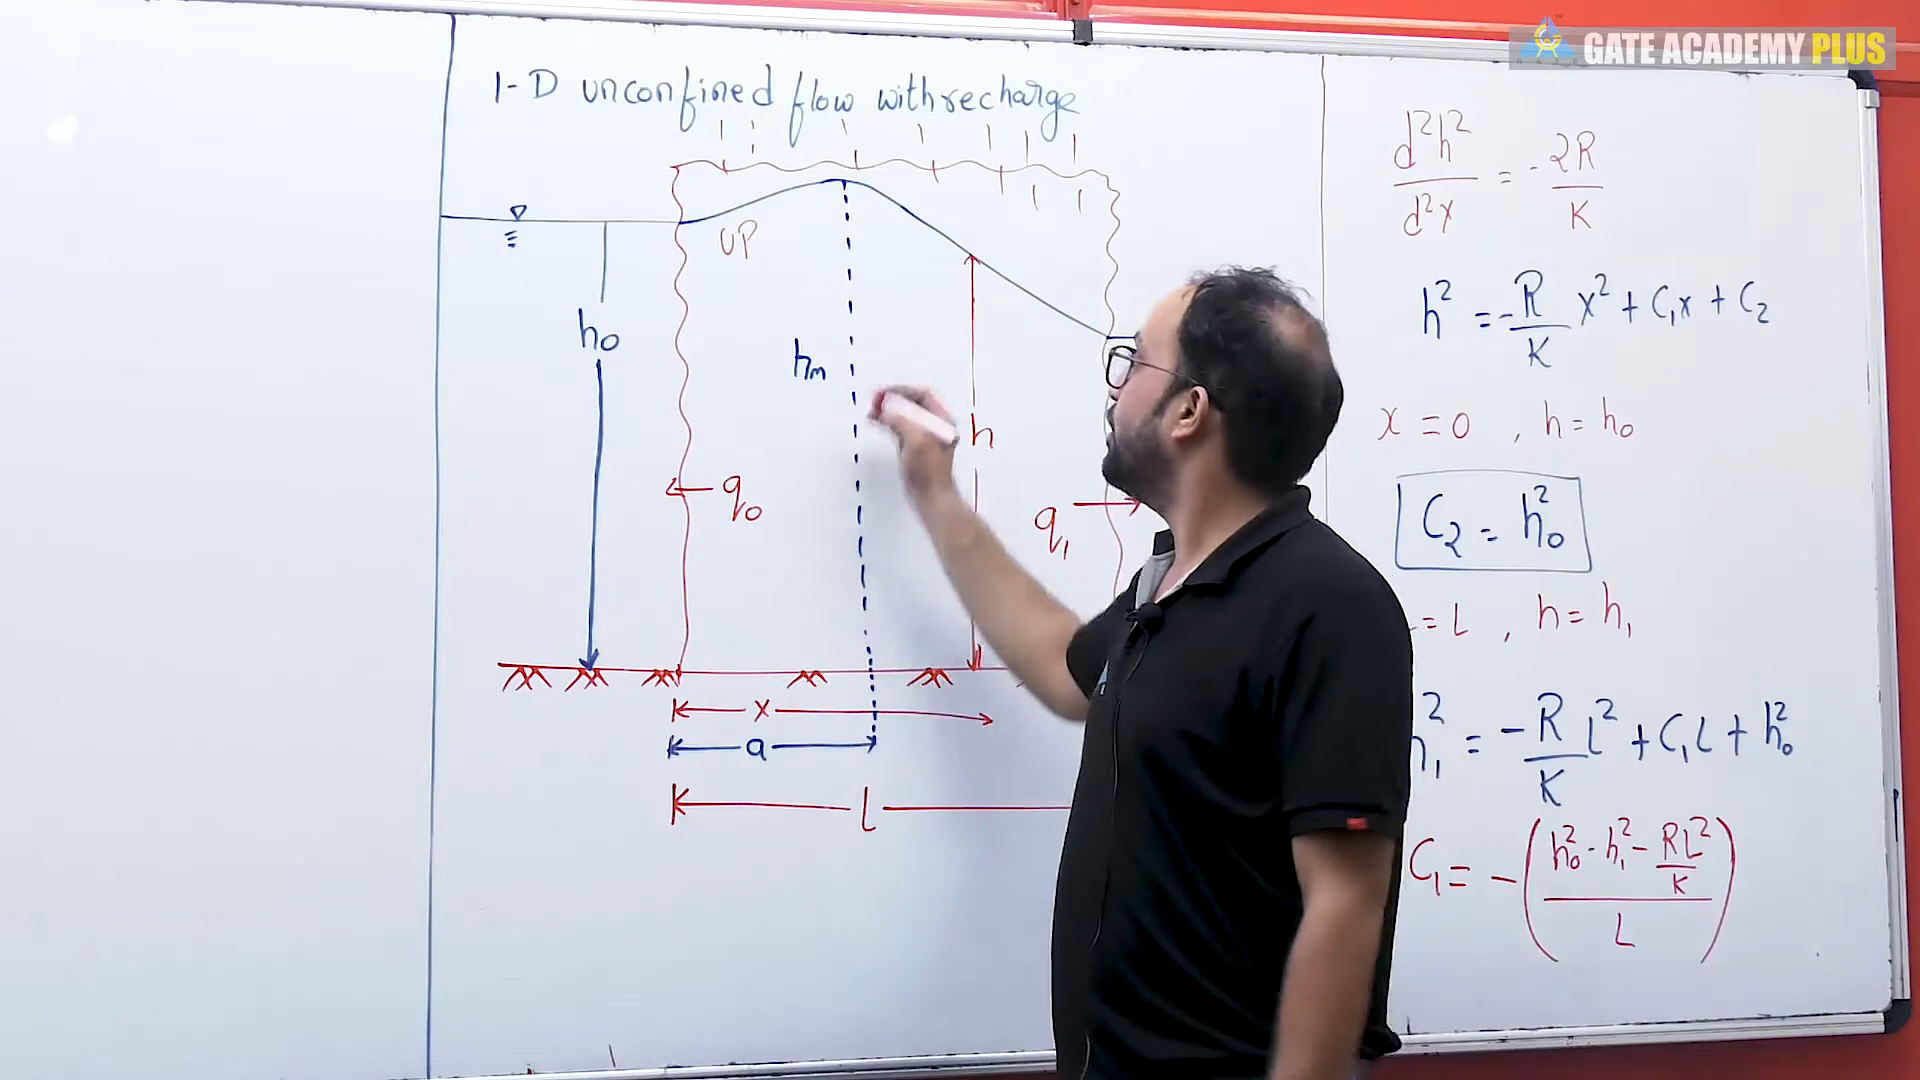 GATE ACADEMY PLUS
1-D unconfined flow with recharge
UP
h₀
hₘ
h
q₀
q₁
x
a
L
d²h²/d²x = -2R/K
h² = -R/K x² + C₁x + C₂
x = 0 , h = h₀
C₂ = h₀²
= L , h = h₁
h₁² = -R/K L² + C₁L + h₀²
C₁ = -((h₀² - h₁² - RL²/K)/L)